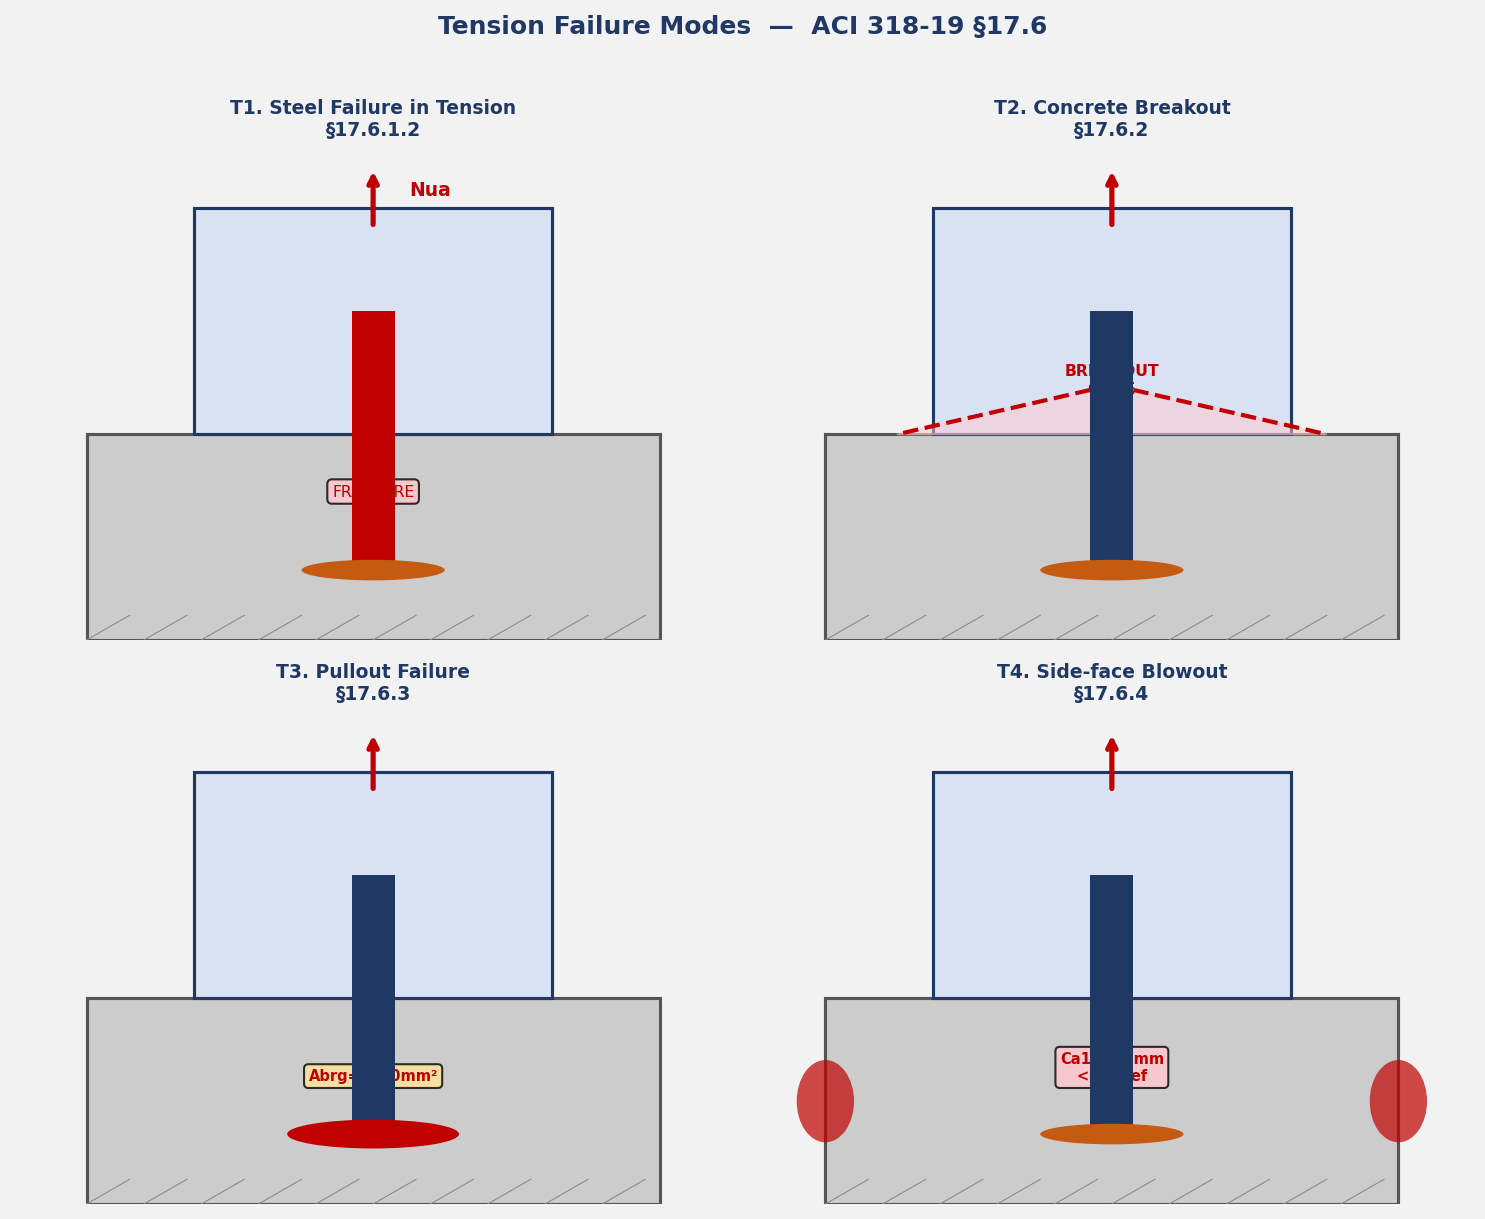 Tension Failure Modes — ACI 318-19 §17.6
T1. Steel Failure in Tension
§17.6.1.2
Nua
T2. Concrete Breakout
§17.6.2
T3. Pullout Failure
§17.6.3
T4. Side-face Blowout
§17.6.4